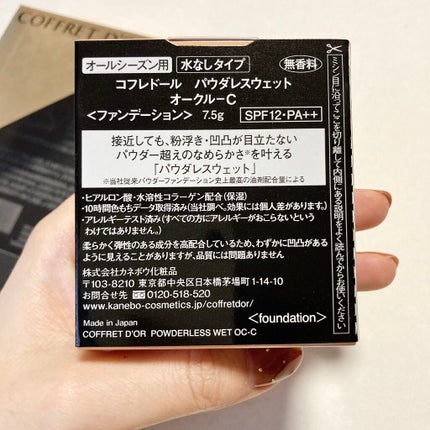 COFFRET D'OR
オールシーズン用 水なしタイプ 無香料
コフレドール パウダレスウェット
オークルーC
<ファンデーション> 7.5g SPF12・PA++
接近しても、粉浮き・凹凸が目立たない
パウダー超えのなめらかさ※を叶える
「パウダレスウェット」
※当社従来パウダーファンデーション史上最高の油剤配合量による
・ヒアルロン酸・水溶性コラーゲン配合(保湿)
・10時間色もちデータ取得済み(当社調べ。効果には個人差があります。)
・アレルギーテスト済み(すべての方にアレルギーがおこらないという
わけではありません。)
柔らかく弾性のある成分を高配合しているため、わずかに凹凸がある
ように見えることがありますが、品質には問題ありません
株式会社カネボウ化粧品
〒103-8210 東京都中央区日本橋茅場町1-14-10
お問合せ先 0120-518-520
www.kanebo-cosmetics.jp/coffretdor/
Made in Japan
<foundation>
COFFRET D'OR POWDERLESS WET OC-C
ミシン目に沿ってここを切り離して内側にある説明をよく読んでからお使いください